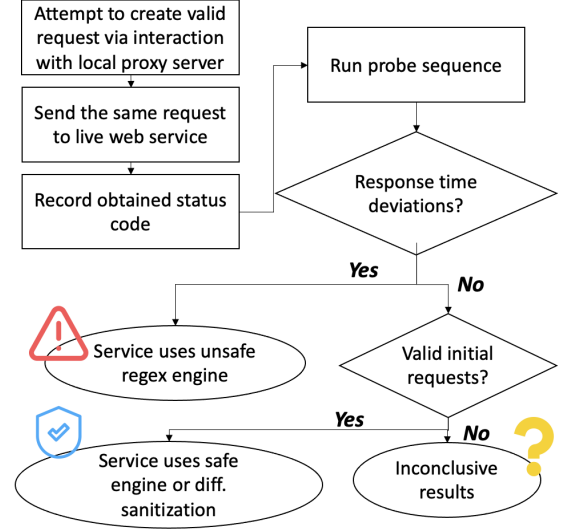 Attempt to create valid
request via interaction
with local proxy server
Send the same request
to live web service
Record obtained status
code
Run probe sequence
Response time
deviations?
Yes
No
Service uses unsafe
regex engine
Valid initial
requests?
Yes
No
Service uses safe
engine or diff.
sanitization
Inconclusive
results